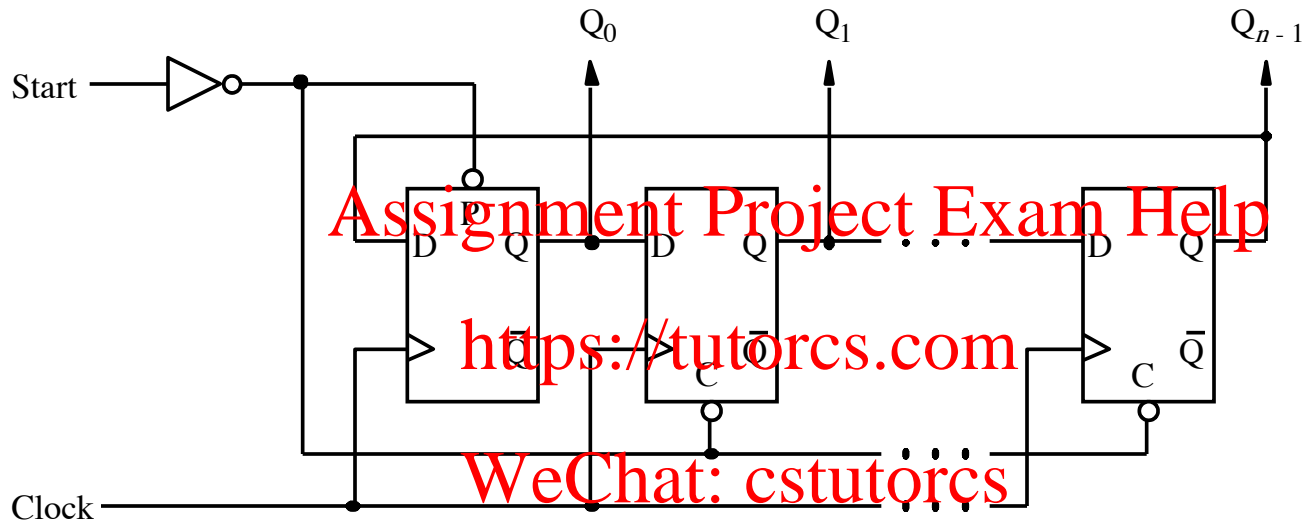 Q0 Q1 Qn - 1
Start
P
Assignment Project Exam Help
D Q D Q D Q
https://tutorcs.com
Q̅ Q̅ Q̅
C C
WeChat: cstutorcs
Clock